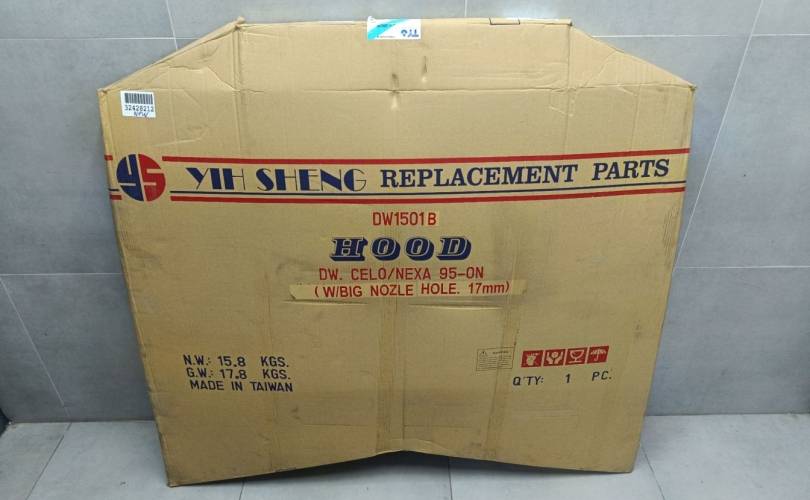 32428212
YS YIH SHENG REPLACEMENT PARTS
DW1501B
HOOD
DW. CELO/NEXA 95-ON
(W/BIG NOZLE HOLE. 17mm)
N.W.: 15.8 KGS.
G.W.: 17.8 KGS.
MADE IN TAIWAN
Q'TY: 1 PC.